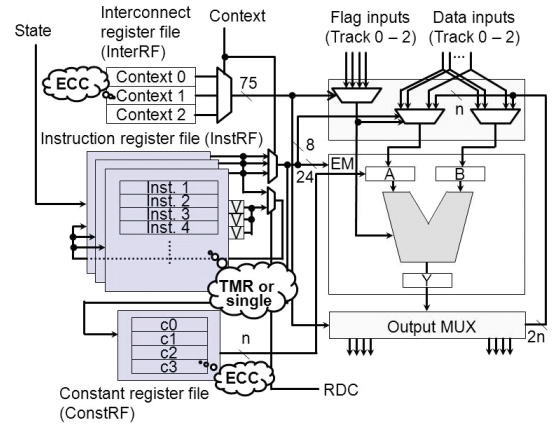 Interconnect
register file
(InterRF)
Context
Flag inputs
(Track 0 – 2)
Data inputs
(Track 0 – 2)
State
ECC
Context 0
Context 1
Context 2
75
n
Instruction register file (InstRF)
8
24
EM
A
B
Inst. 1
Inst. 2
Inst. 3
Inst. 4
V
V
V
TMR or
single
Y
c0
c1
c2
c3
n
Output MUX
2n
ECC
RDC
Constant register file
(ConstRF)